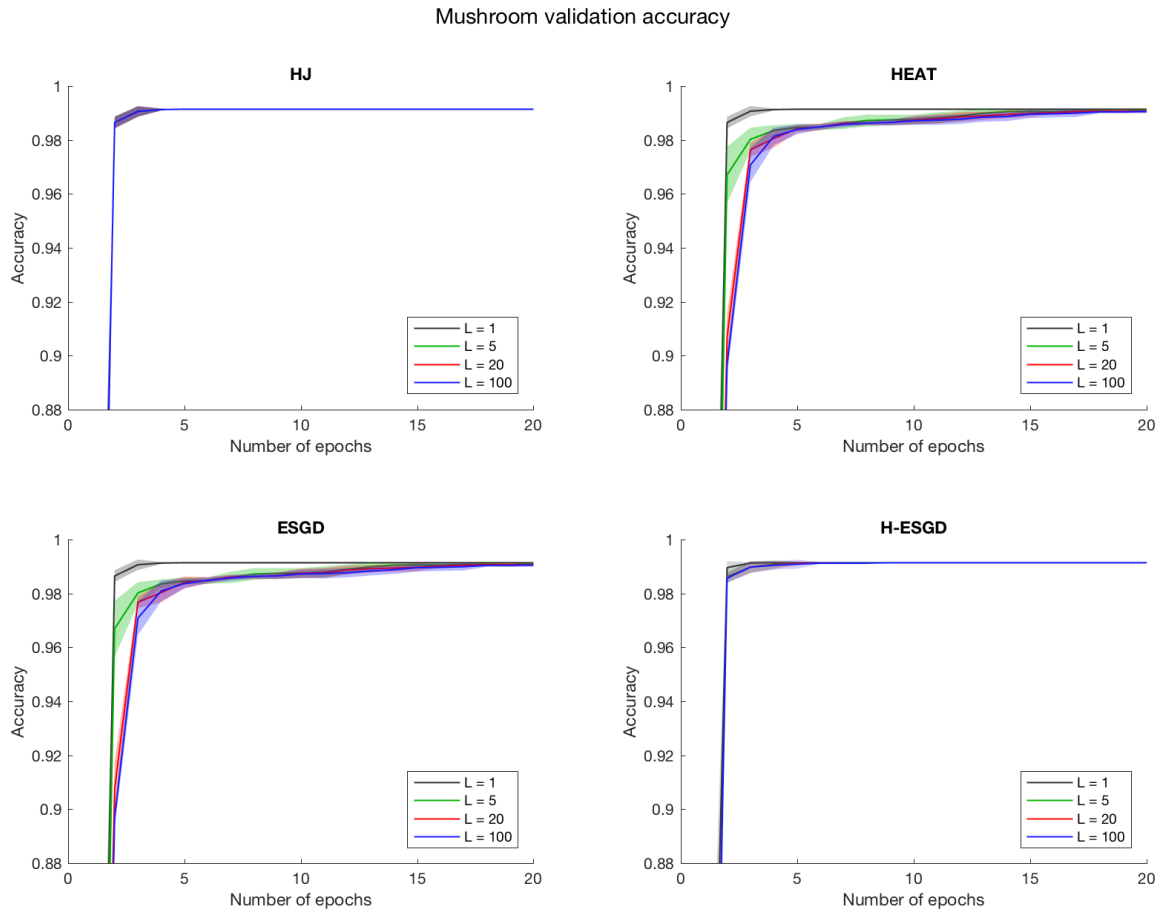 Mushroom validation accuracy
HJ
1
0.98
0.96
0.94
0.92
0.9
0.88
0
5
10
15
20
Accuracy
Number of epochs
L = 1
L = 5
L = 20
L = 100
HEAT
1
0.98
0.96
0.94
0.92
0.9
0.88
0
5
10
15
20
Accuracy
Number of epochs
L = 1
L = 5
L = 20
L = 100
ESGD
1
0.98
0.96
0.94
0.92
0.9
0.88
0
5
10
15
20
Accuracy
Number of epochs
L = 1
L = 5
L = 20
L = 100
H-ESGD
1
0.98
0.96
0.94
0.92
0.9
0.88
0
5
10
15
20
Accuracy
Number of epochs
L = 1
L = 5
L = 20
L = 100